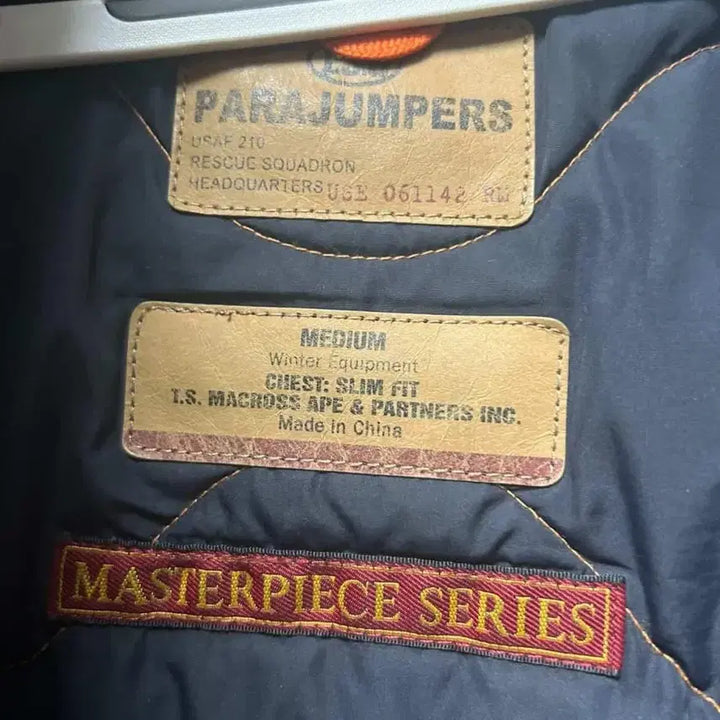 PARAJUMPERS
USAF 210
RESCUE SQUADRON
HEADQUARTERS USE 061142 RW
MEDIUM
Winter Equipment
CHEST: SLIM FIT
T.S. MACROSS APE & PARTNERS INC.
Made in China
MASTERPIECE SERIES